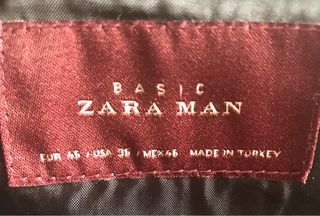 BASIC
ZARA MAN
EUR 46 / USA 36 / MEX 46 MADE IN TURKEY